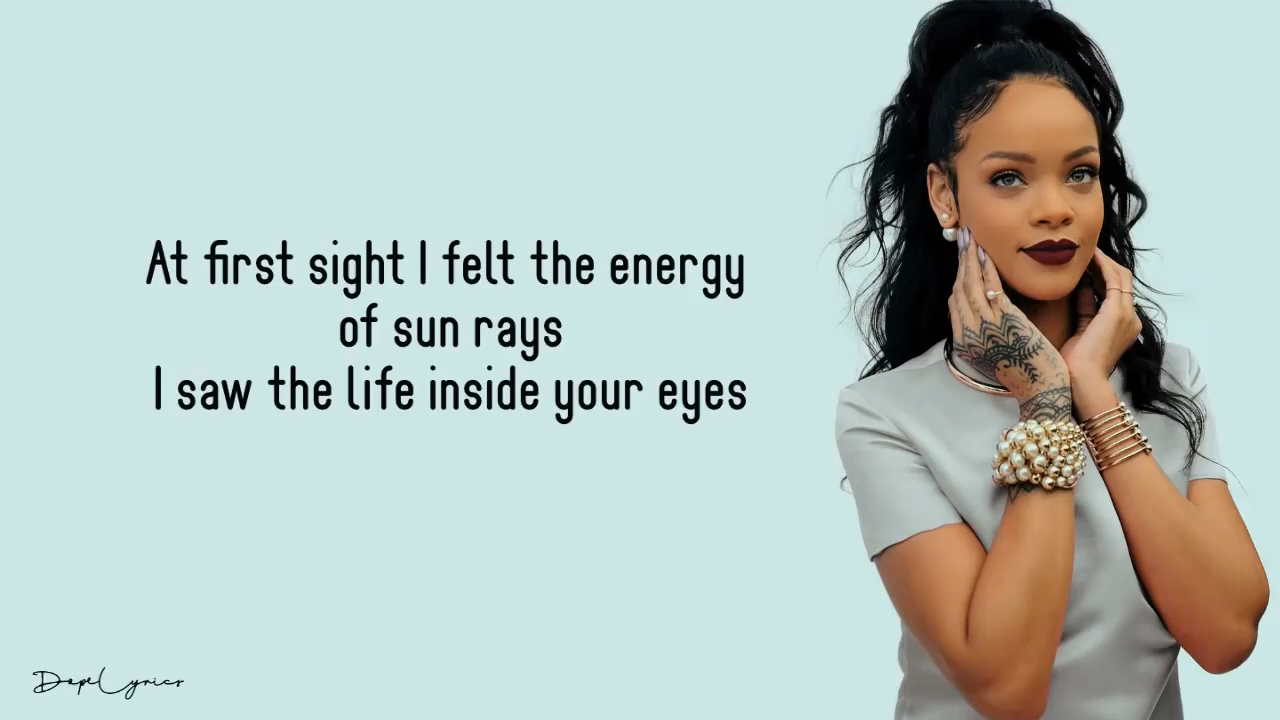 At first sight I felt the energy
of sun rays
I saw the life inside your eyes
DopeLyrics